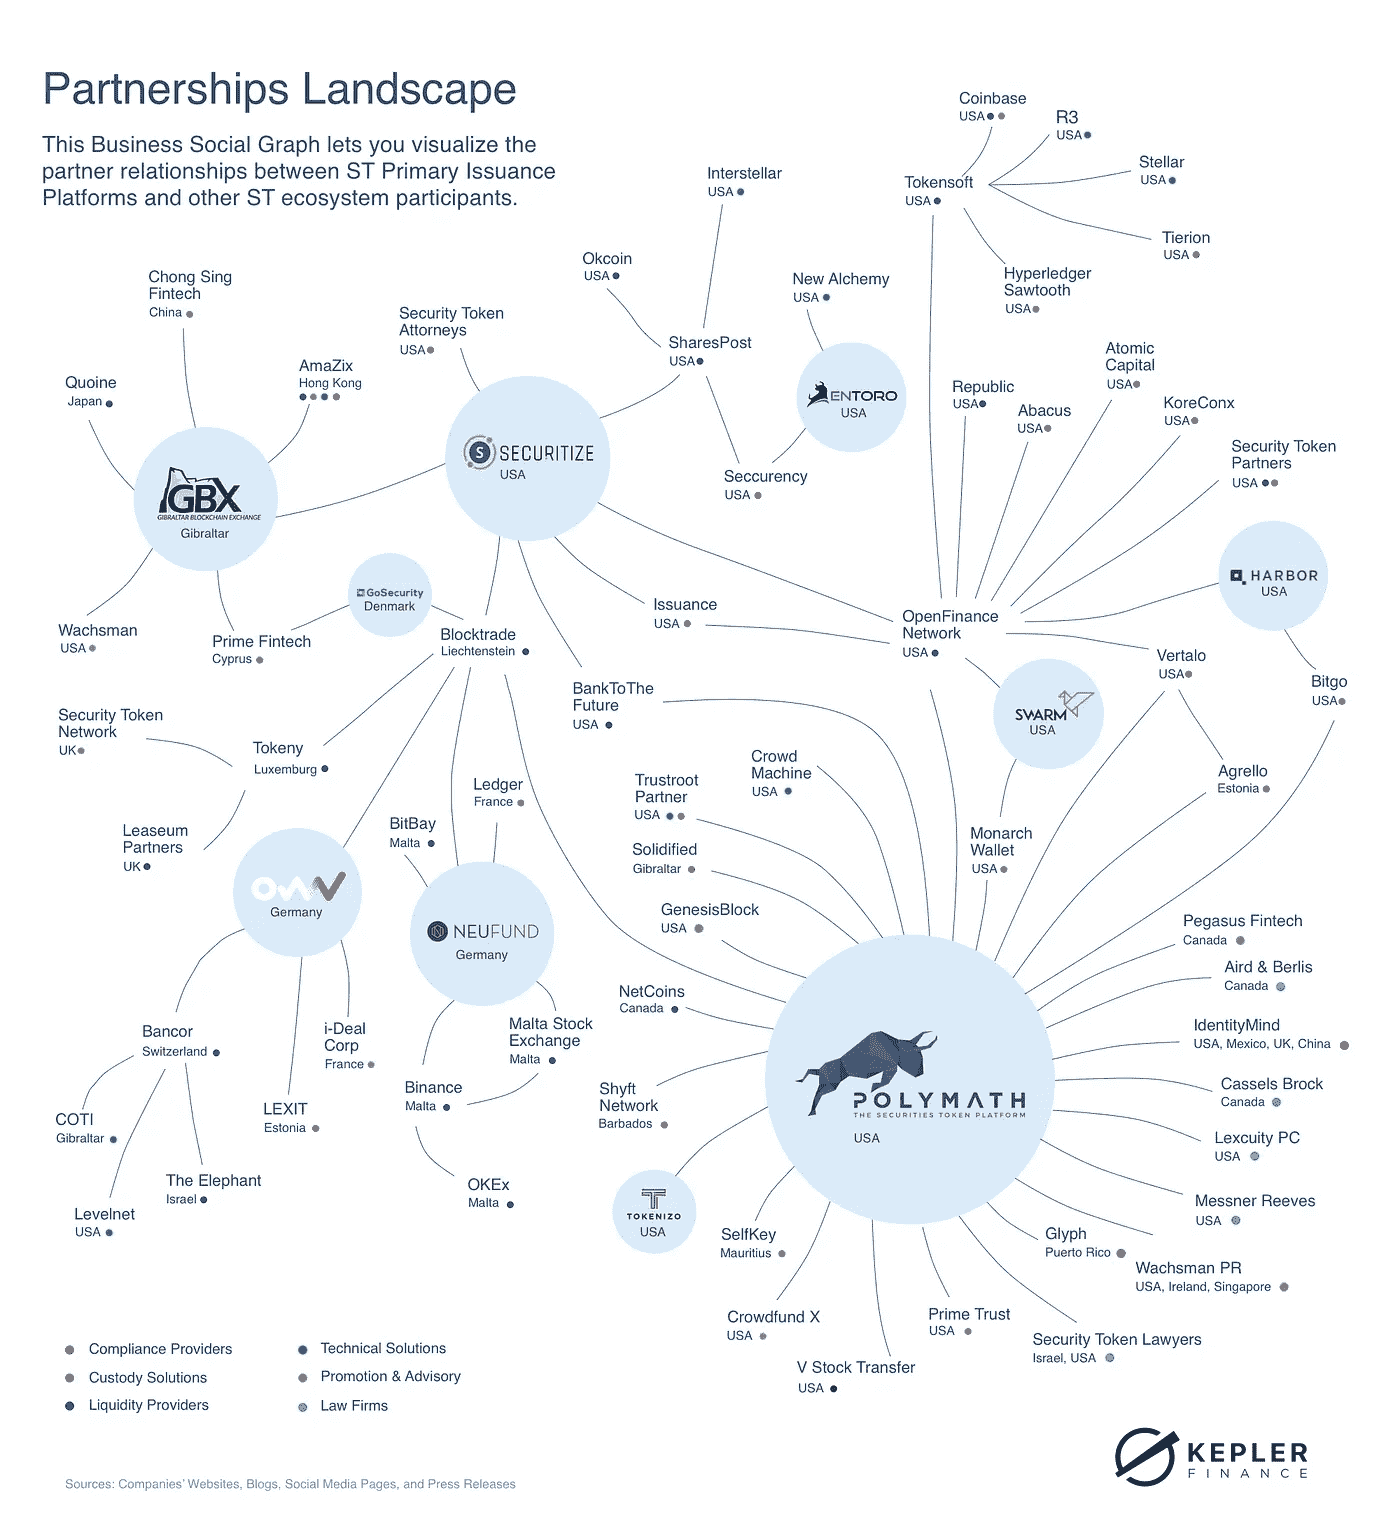 Partnerships Landscape
This Business Social Graph lets you visualize the
partner relationships between ST Primary Issuance
Platforms and other ST ecosystem participants.
Coinbase
USA
R3
USA
Stellar
USA
Tokensoft
USA
Tierion
USA
Hyperledger
Sawtooth
USA
Interstellar
USA
Okcoin
USA
New Alchemy
USA
SharesPost
USA
Chong Sing
Fintech
China
Security Token
Attorneys
USA
AmaZix
Hong Kong
Quoine
Japan
GBX
GIBRALTAR BLOCKCHAIN EXCHANGE
Gibraltar
S
SECURITIZE
USA
ENTORO
USA
Seccurency
USA
Republic
USA
Abacus
USA
Atomic
Capital
USA
KoreConx
USA
Security Token
Partners
USA
HARBOR
USA
GoSecurity
Denmark
Wachsman
USA
Prime Fintech
Cyprus
Blocktrade
Liechtenstein
Issuance
USA
OpenFinance
Network
USA
Vertalo
USA
Bitgo
USA
SWARM
USA
BankToThe
Future
USA
Security Token
Network
UK
Tokeny
Luxemburg
Leaseum
Partners
UK
Ledger
France
BitBay
Malta
Trustroot
Partner
USA
Crowd
Machine
USA
Agrello
Estonia
Monarch
Wallet
USA
Solidified
Gibraltar
GenesisBlock
USA
Germany
NEUFUND
Germany
NetCoins
Canada
Pegasus Fintech
Canada
Aird & Berlis
Canada
IdentityMind
USA, Mexico, UK, China
Cassels Brock
Canada
Lexcuity PC
USA
Messner Reeves
USA
Bancor
Switzerland
i-Deal
Corp
France
Malta Stock
Exchange
Malta
Binance
Malta
Shyft
Network
Barbados
POLYMATH
THE SECURITIES TOKEN PLATFORM
USA
COTI
Gibraltar
LEXIT
Estonia
The Elephant
Israel
Levelnet
USA
OKEx
Malta
TOKENIZO
USA
SelfKey
Mauritius
Glyph
Puerto Rico
Wachsman PR
USA, Ireland, Singapore
Crowdfund X
USA
Prime Trust
USA
Security Token Lawyers
Israel, USA
V Stock Transfer
USA
Compliance Providers
Technical Solutions
Custody Solutions
Promotion & Advisory
Liquidity Providers
Law Firms
KEPLER
FINANCE
Sources: Companies' Websites, Blogs, Social Media Pages, and Press Releases